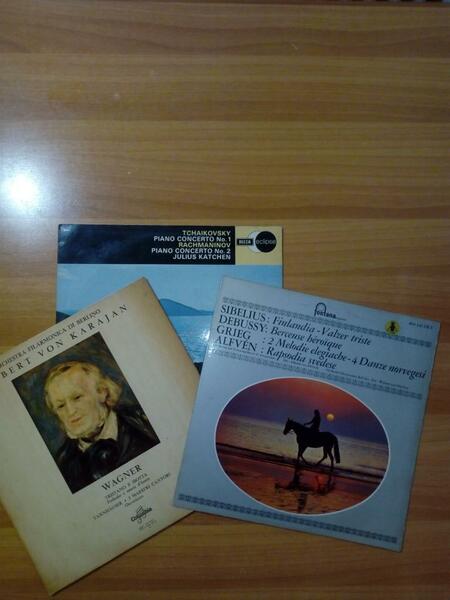 TCHAIKOVSKY
PIANO CONCERTO No.1
RACHMANINOV
PIANO CONCERTO No.2
JULIUS KATCHEN
DECCA eclipse
ORCHESTRA FILARMONICA DI BERLINO
BERT VON KARAJAN
WAGNER
TRISTANO E ISOTTA
TANNHÄUSER - I MAESTRI CANTORI
Columbia
fontana
SIBELIUS: Finlandia - Valzer triste
DEBUSSY: Berceuse héroique
GRIEG : 2 Melodie elegiache - 4 Danze norvegesi
ALFVÉN : Rapsodia svedese